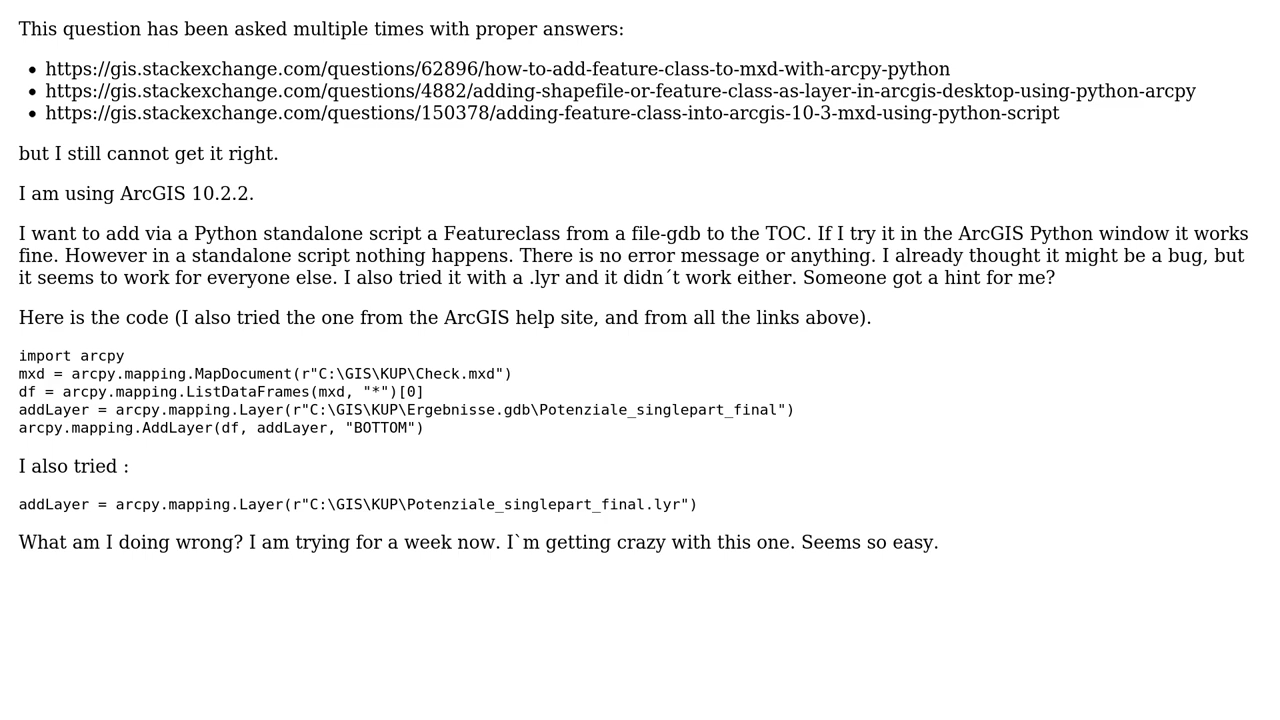 This question has been asked multiple times with proper answers:
• https://gis.stackexchange.com/questions/62896/how-to-add-feature-class-to-mxd-with-arcpy-python
• https://gis.stackexchange.com/questions/4882/adding-shapefile-or-feature-class-as-layer-in-arcgis-desktop-using-python-arcpy
• https://gis.stackexchange.com/questions/150378/adding-feature-class-into-arcgis-10-3-mxd-using-python-script
but I still cannot get it right.
I am using ArcGIS 10.2.2.
I want to add via a Python standalone script a Featureclass from a file-gdb to the TOC. If I try it in the ArcGIS Python window it works
fine. However in a standalone script nothing happens. There is no error message or anything. I already thought it might be a bug, but
it seems to work for everyone else. I also tried it with a .lyr and it didn´t work either. Someone got a hint for me?
Here is the code (I also tried the one from the ArcGIS help site, and from all the links above).
import arcpy
mxd = arcpy.mapping.MapDocument(r"C:\GIS\KUP\Check.mxd")
df = arcpy.mapping.ListDataFrames(mxd, "*")[0]
addLayer = arcpy.mapping.Layer(r"C:\GIS\KUP\Ergebnisse.gdb\Potenziale_singlepart_final")
arcpy.mapping.AddLayer(df, addLayer, "BOTTOM")
I also tried :
addLayer = arcpy.mapping.Layer(r"C:\GIS\KUP\Potenziale_singlepart_final.lyr")
What am I doing wrong? I am trying for a week now. I`m getting crazy with this one. Seems so easy.